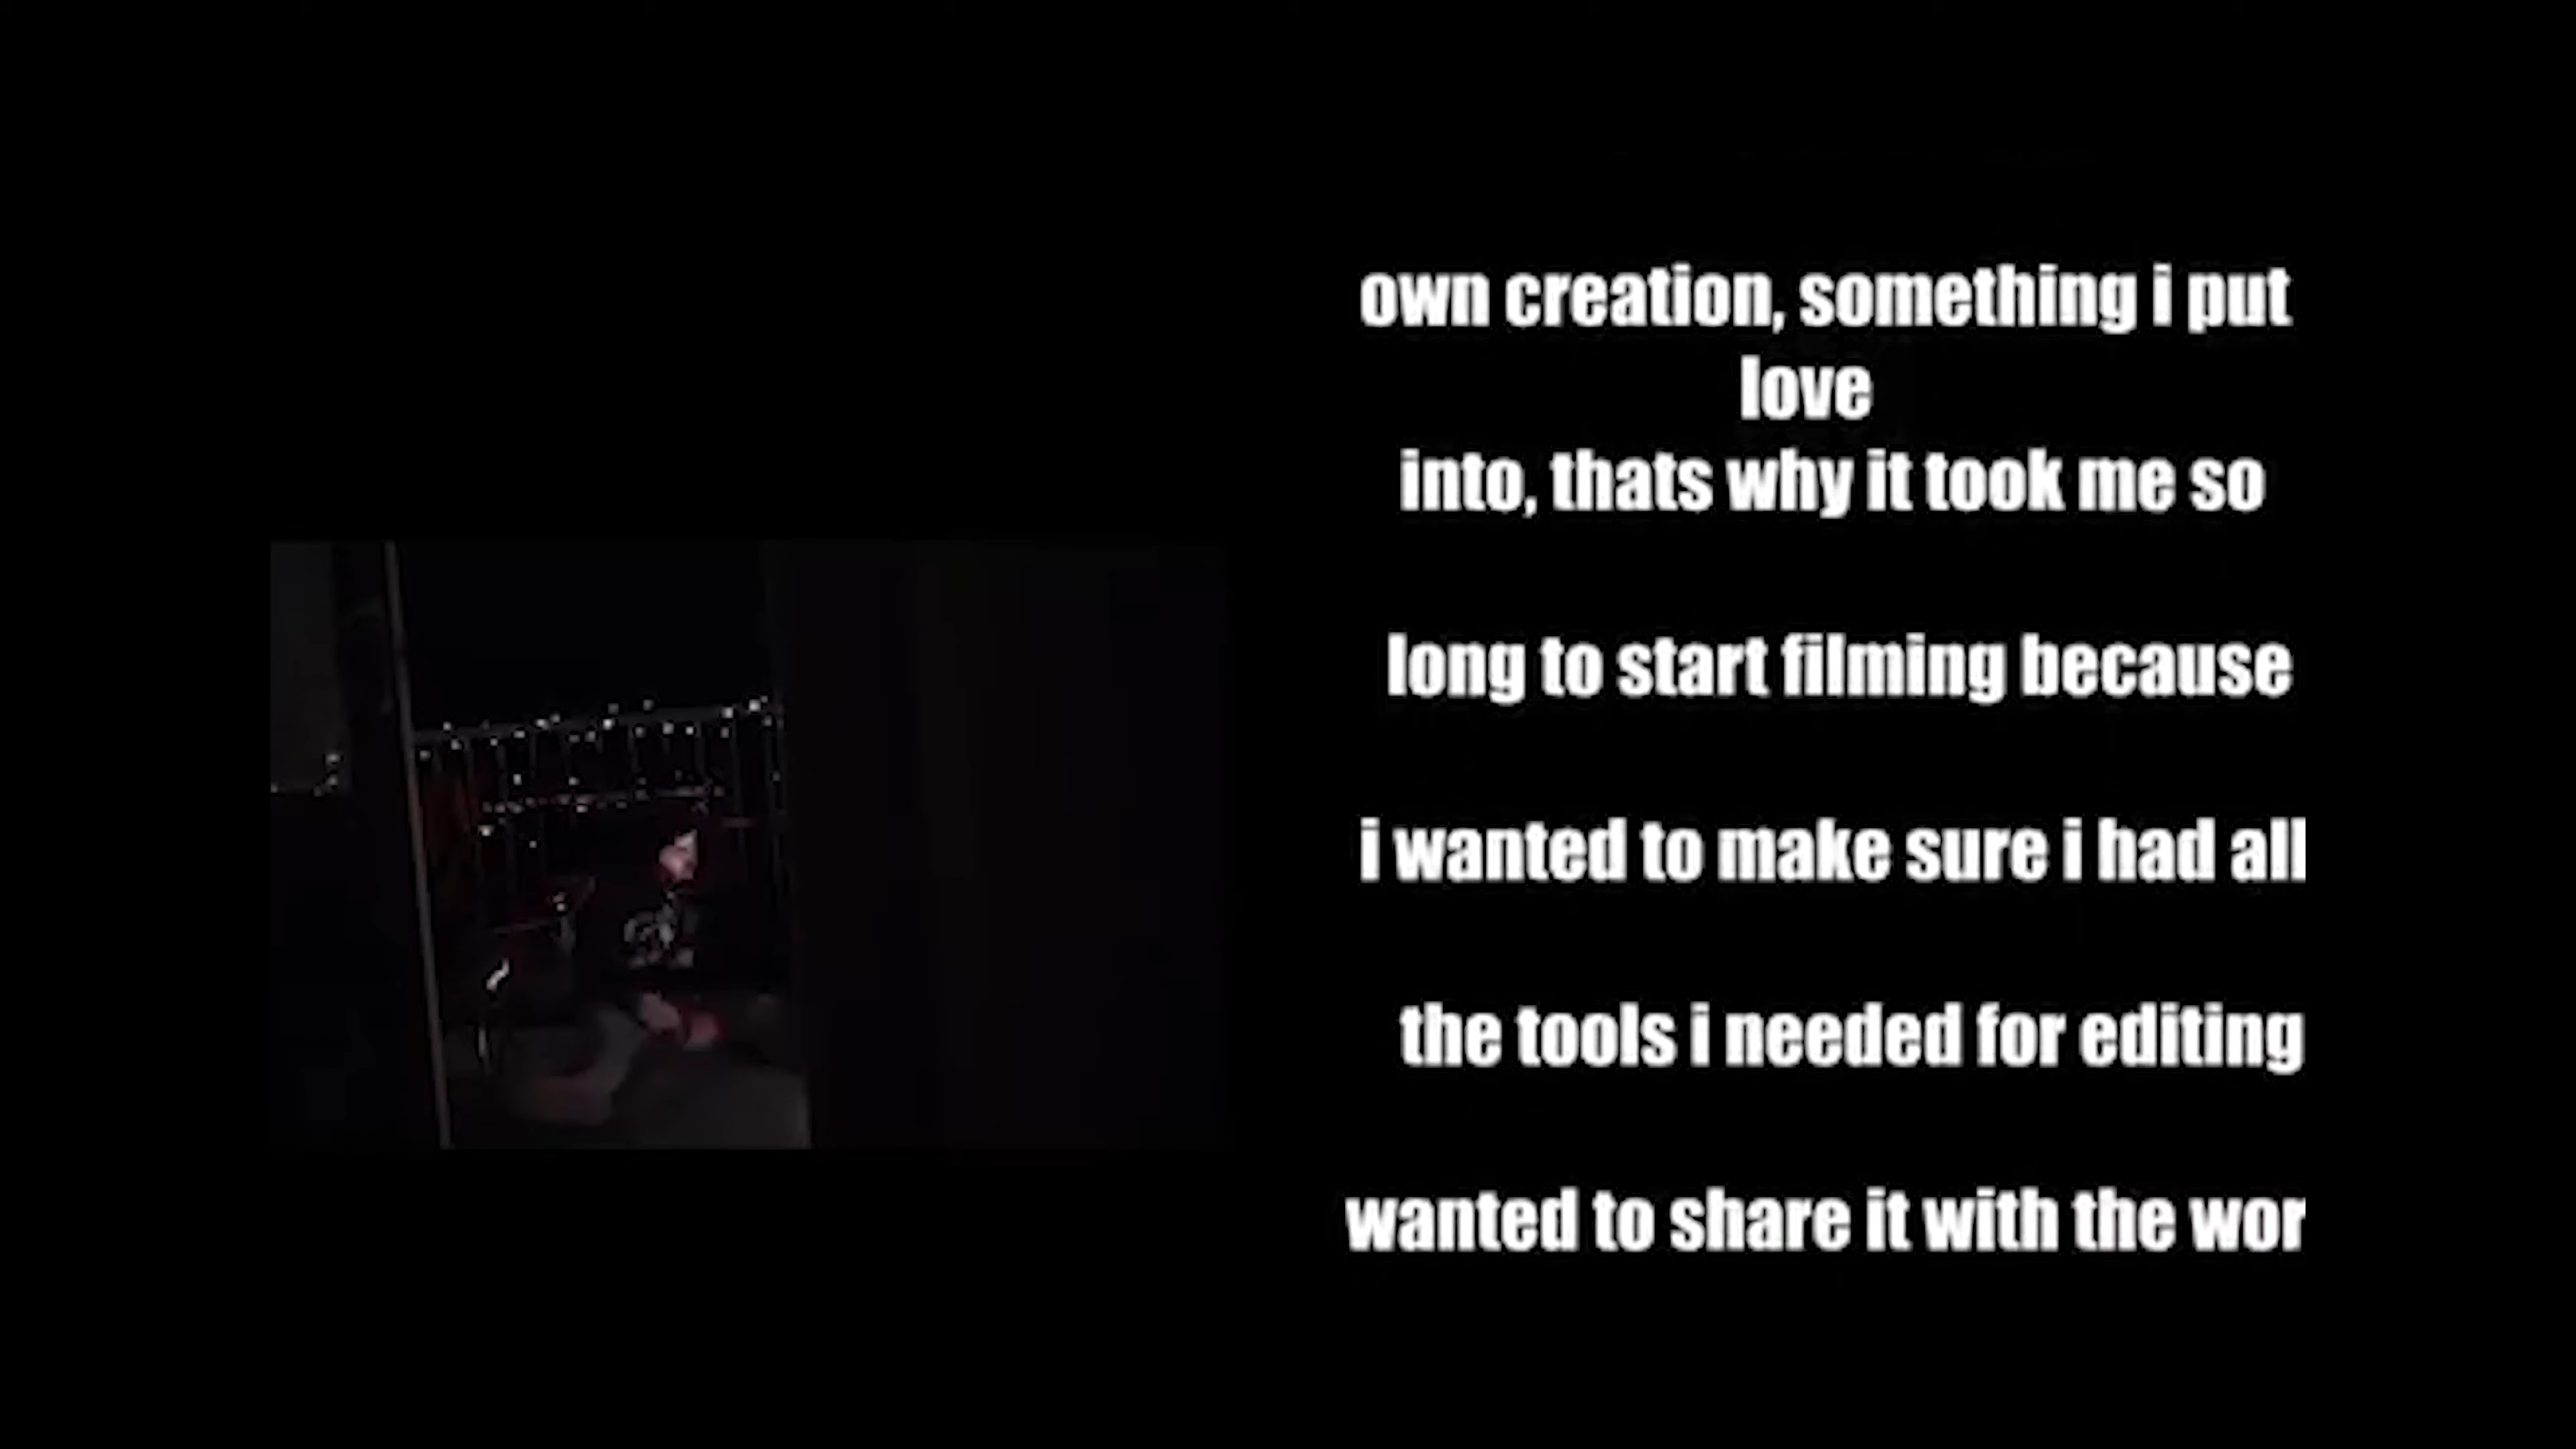 own creation, something i put
love
into, thats why it took me so
long to start filming because
i wanted to make sure i had all
the tools i needed for editing
wanted to share it with the wor